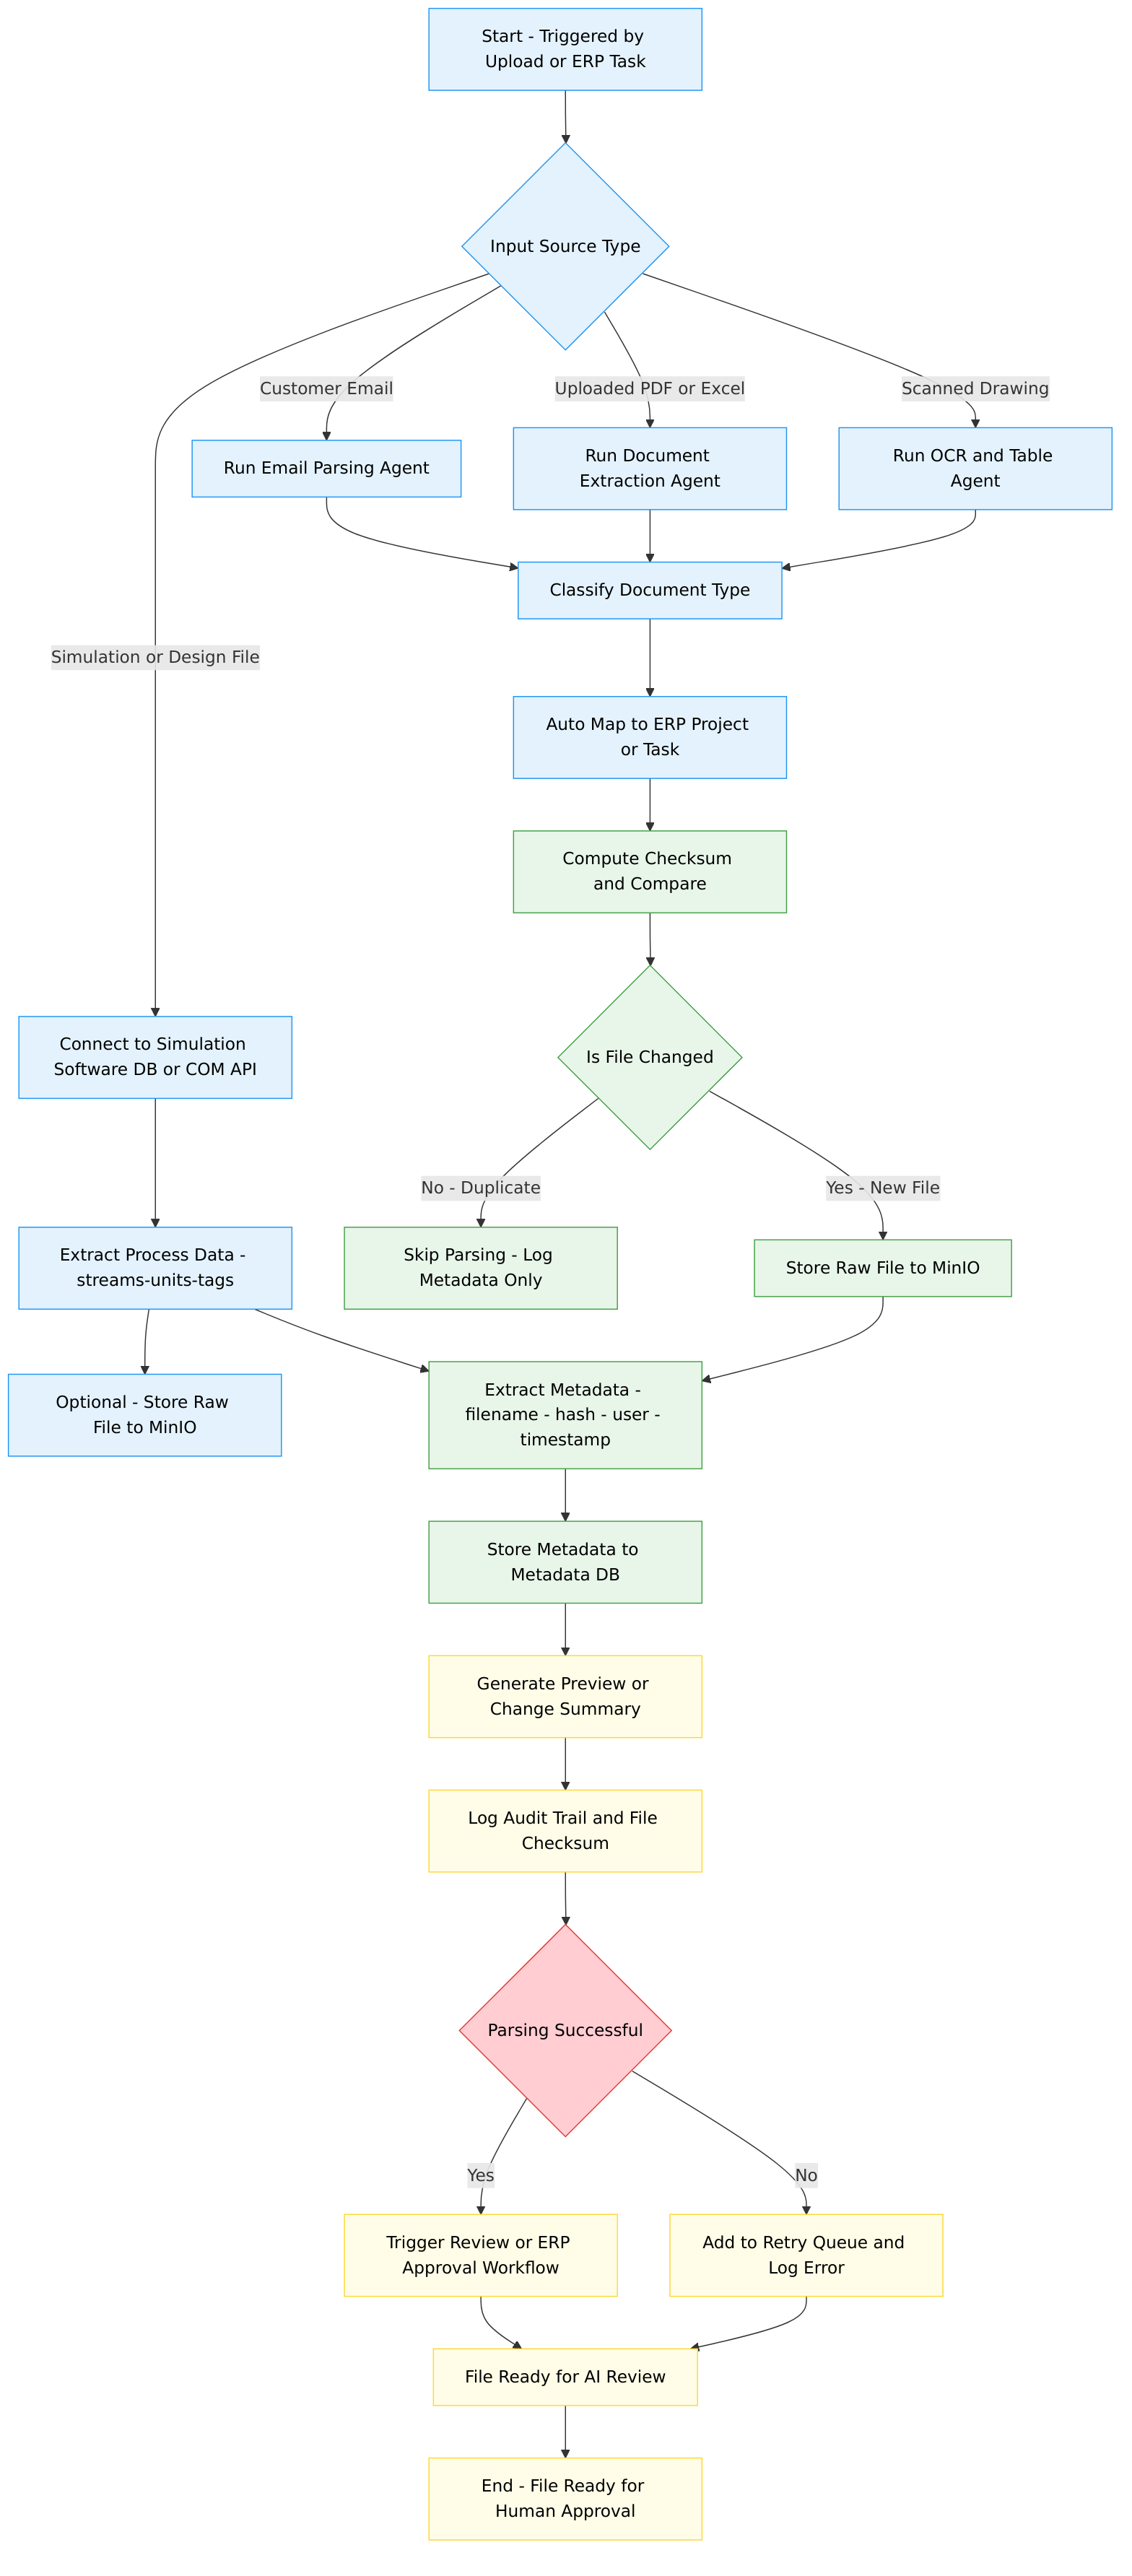 Start - Triggered by
Upload or ERP Task
Input Source Type
Customer Email
Uploaded PDF or Excel
Scanned Drawing
Run Email Parsing Agent
Run Document
Extraction Agent
Run OCR and Table
Agent
Classify Document Type
Simulation or Design File
Auto Map to ERP Project
or Task
Compute Checksum
and Compare
Connect to Simulation
Software DB or COM API
Is File Changed
No - Duplicate
Yes - New File
Extract Process Data -
streams-units-tags
Skip Parsing - Log
Metadata Only
Store Raw File to MinIO
Optional - Store Raw
File to MinIO
Extract Metadata -
filename - hash - user -
timestamp
Store Metadata to
Metadata DB
Generate Preview or
Change Summary
Log Audit Trail and File
Checksum
Parsing Successful
Yes
No
Trigger Review or ERP
Approval Workflow
Add to Retry Queue and
Log Error
File Ready for AI Review
End - File Ready for
Human Approval